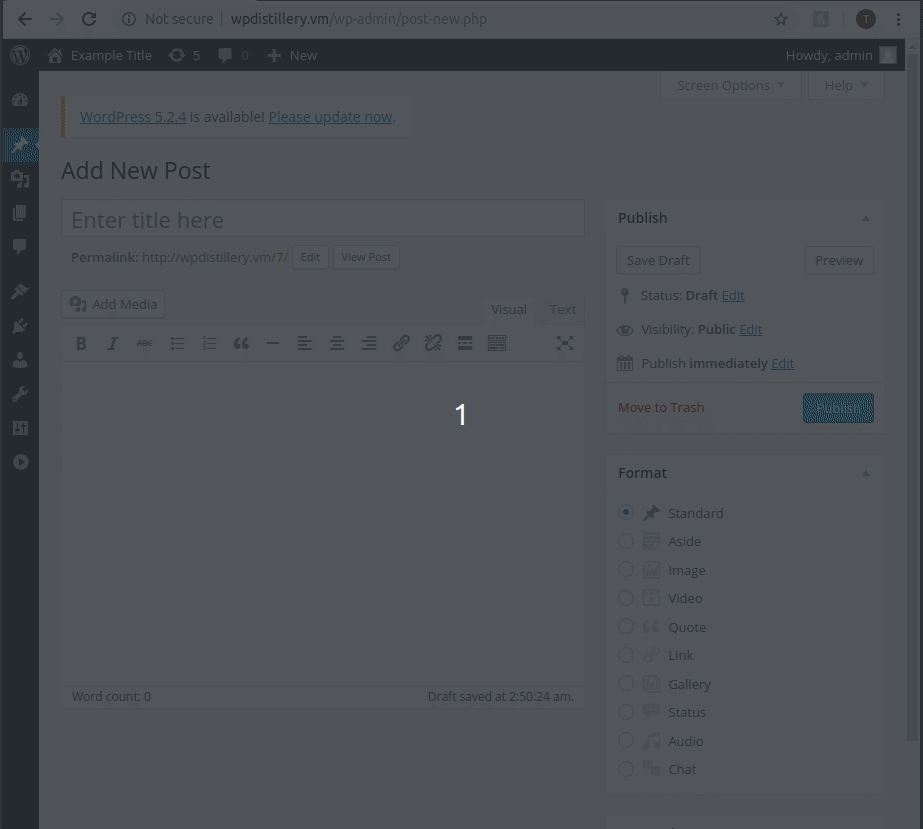 Not secure | wpdistillery.vm/wp-admin/post-new.php
T
Example Title 5 0 New
Howdy, admin
Screen Options Help
WordPress 5.2.4 is available! Please update now.
Add New Post
Enter title here
Permalink: http://wpdistillery.vm/7/ Edit View Post
Add Media
Visual Text
B I ABC
Word count: 0
Draft saved at 2:50:24 am.
1
Publish
Save Draft Preview
Status: Draft Edit
Visibility: Public Edit
Publish immediately Edit
Move to Trash Publish
Format
Standard
Aside
Image
Video
Quote
Link
Gallery
Status
Audio
Chat